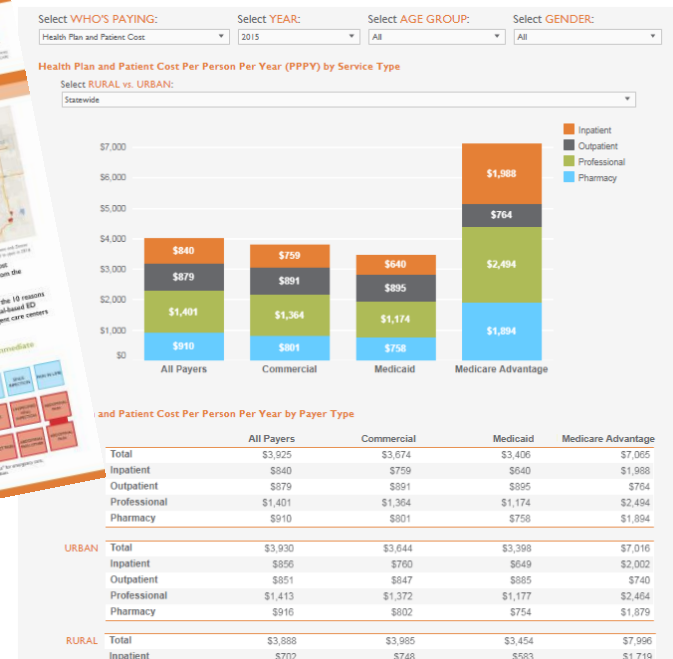 Select WHO'S PAYING: Select YEAR: Select AGE GROUP: Select GENDER:
Health Plan and Patient Cost 2015 All All
Health Plan and Patient Cost Per Person Per Year (PPPY) by Service Type
Select RURAL vs. URBAN:
Statewide
Inpatient
Outpatient
Professional
Pharmacy
$7,000
$6,000
$5,000
$4,000
$3,000
$2,000
$1,000
$0
$840 $759 $640 $1,988
$879 $891 $895 $764
$1,401 $1,364 $1,174 $2,494
$910 $801 $758 $1,894
All Payers Commercial Medicaid Medicare Advantage
the 10 reasons
and Patient Cost Per Person Per Year by Payer Type
All Payers Commercial Medicaid Medicare Advantage
Total $3,925 $3,674 $3,406 $7,065
Inpatient $840 $759 $640 $1,988
Outpatient $879 $891 $895 $764
Professional $1,401 $1,364 $1,174 $2,494
Pharmacy $910 $801 $758 $1,894
URBAN Total $3,930 $3,644 $3,398 $7,016
Inpatient $856 $760 $649 $2,002
Outpatient $851 $847 $885 $740
Professional $1,413 $1,372 $1,177 $2,464
Pharmacy $916 $802 $754 $1,879
RURAL Total $3,888 $3,985 $3,454 $7,996
Inpatient $702 $748 $583 $1,719